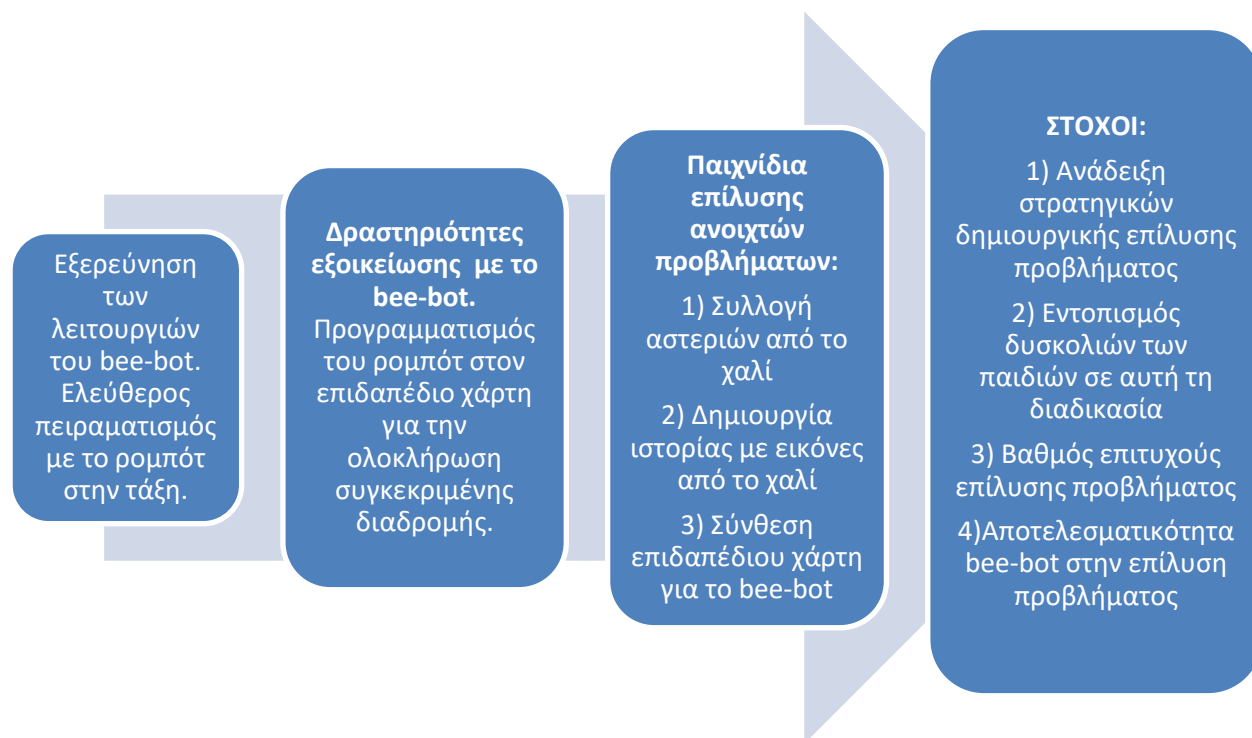 Εξερεύνηση
των
λειτουργιών
του bee-bot.
Ελεύθερος
πειραματισμός
με το ρομπότ
στην τάξη.
Δραστηριότητες
εξοικείωσης με το
bee-bot.
Προγραμματισμός
του ρομπότ στον
επιδαπέδιο χάρτη
για την
ολοκλήρωση
συγκεκριμένης
διαδρομής.
Παιχνίδια
επίλυσης
ανοιχτών
προβλημάτων:
1) Συλλογή
αστεριών από το
χαλί
2) Δημιουργία
ιστορίας με εικόνες
από το χαλί
3) Σύνθεση
επιδαπέδιου χάρτη
για το bee-bot
ΣΤΟΧΟΙ:
1) Ανάδειξη
στρατηγικών
δημιουργικής επίλυσης
προβλήματος
2) Εντοπισμός
δυσκολιών των
παιδιών σε αυτή τη
διαδικασία
3) Βαθμός επιτυχούς
επίλυσης προβλήματος
4)Αποτελεσματικότητα
bee-bot στην επίλυση
προβλήματος